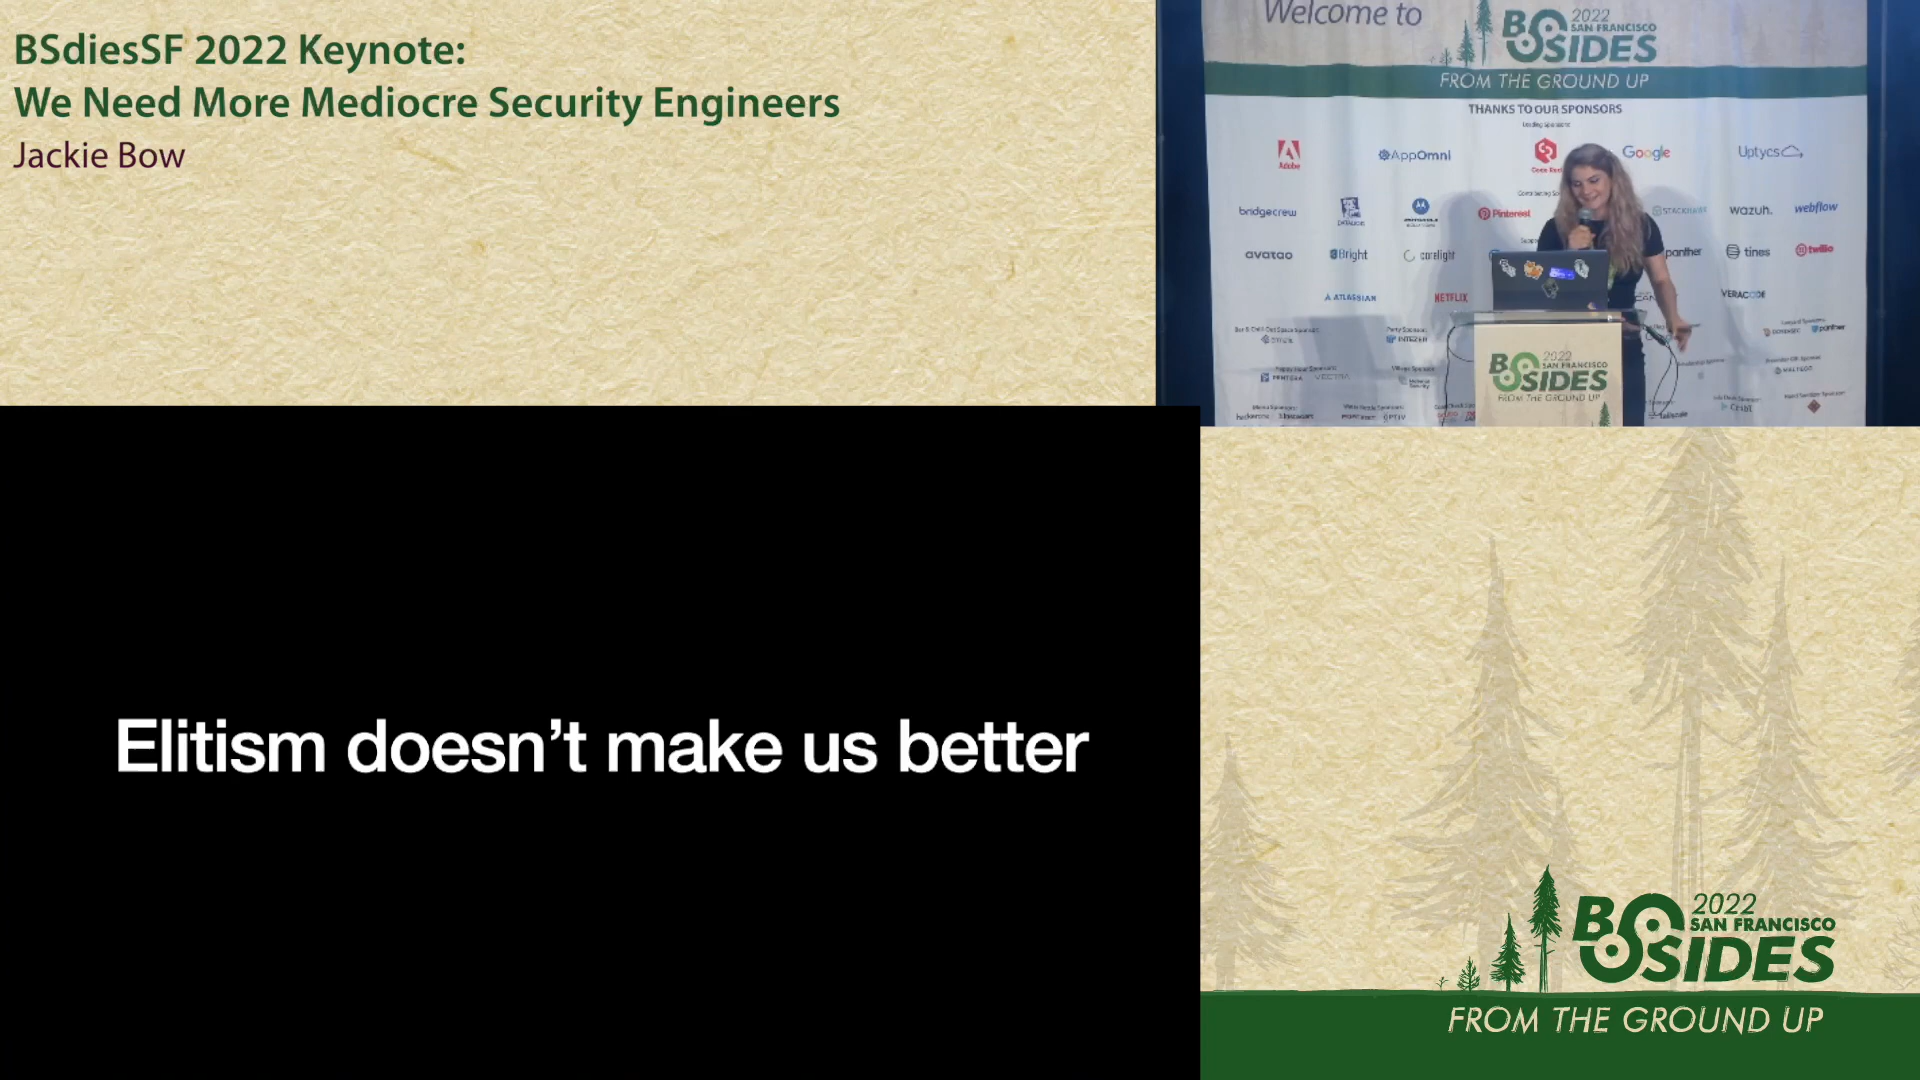 BSdiesSF 2022 Keynote:
We Need More Mediocre Security Engineers
Jackie Bow
Welcome to
2022
SAN FRANCISCO
BSIDES
FROM THE GROUND UP
THANKS TO OUR SPONSORS
Adobe
AppOmni
Google
Uptycs
bridgecrew
Pinterest
wazuh.
webflow
avatao
Bright
corelight
panther
tines
twilio
ATLASSIAN
NETFLIX
VERACODE
INTEZER
2022
SAN FRANCISCO
BSIDES
FROM THE GROUND UP
Elitism doesn’t make us better
2022
SAN FRANCISCO
BSIDES
FROM THE GROUND UP